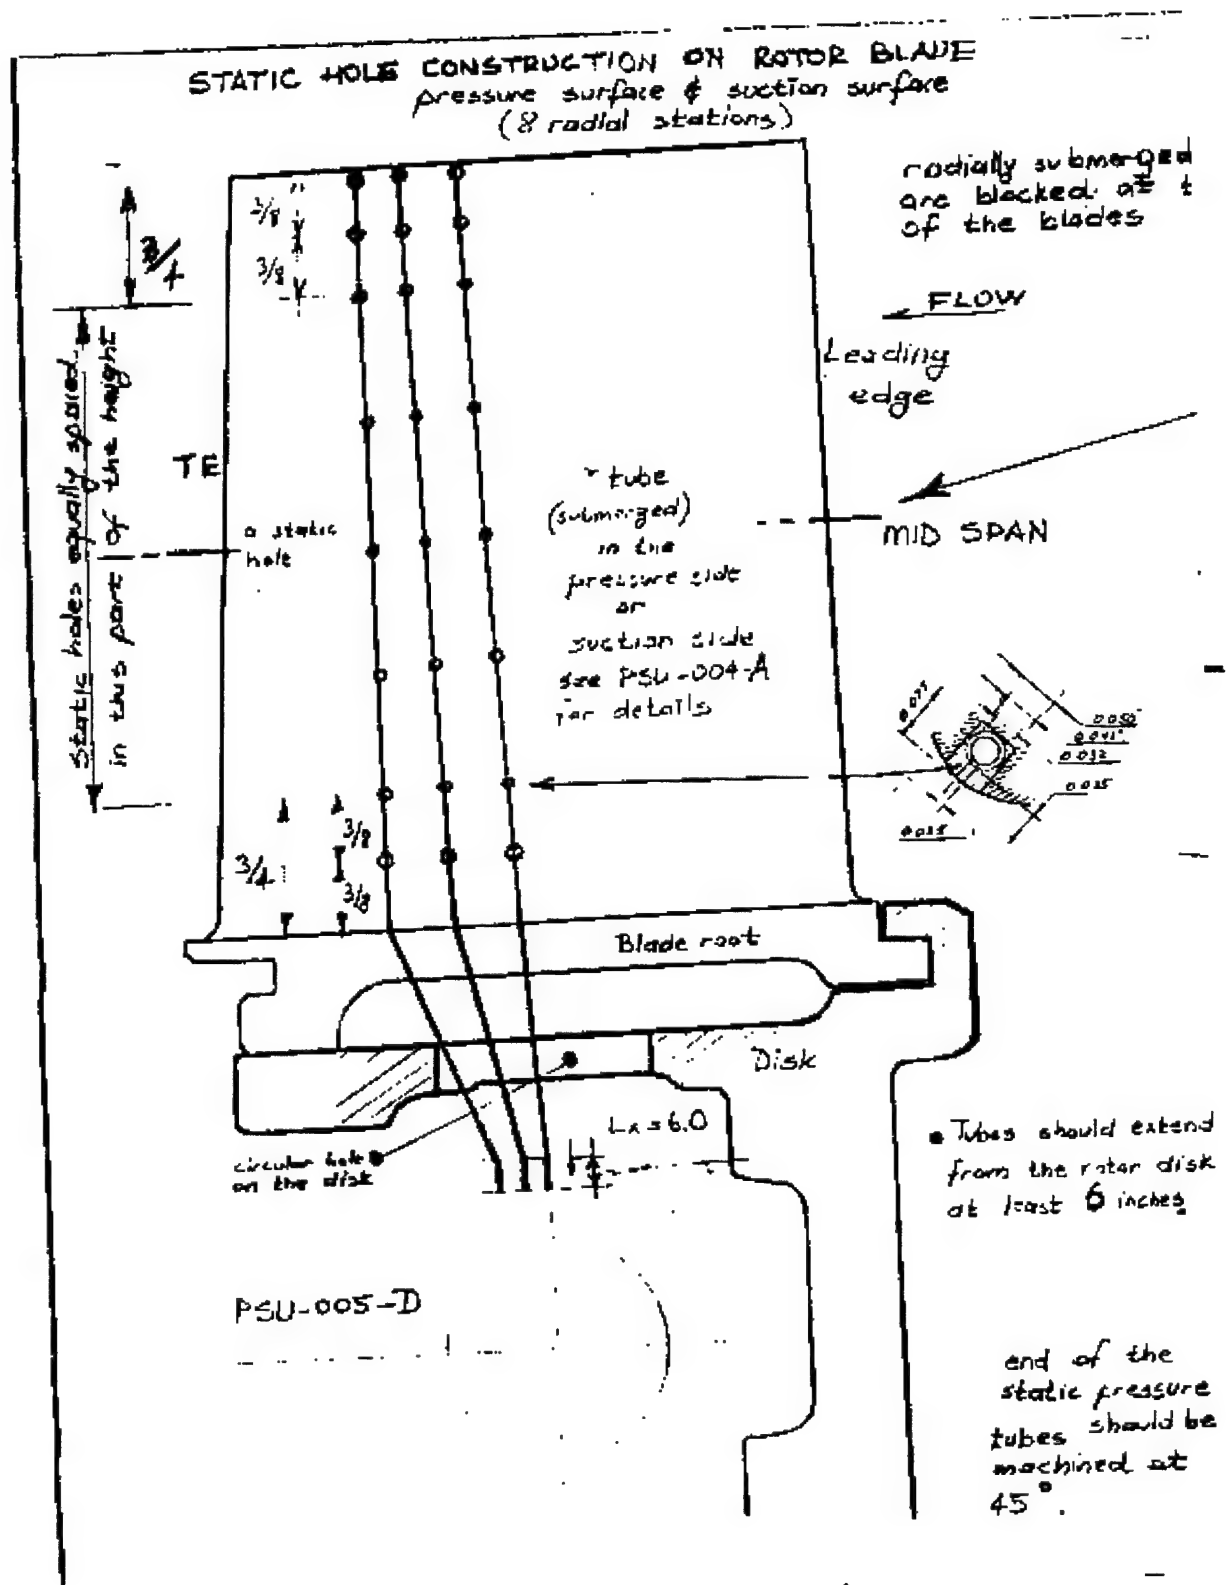 STATIC HOLE CONSTRUCTION ON ROTOR BLADE
pressure surface & suction surface
(8 radial stations)
radially submerged
are blocked at t
of the blades
3/8
3/8
3/4
FLOW
Leading
edge
Static holes equally spaced
in this part of the height
TE
o static
hole
tube
(submerged)
in the
pressure side
or
suction side
see PSU-004-A
for details
MID SPAN
0.035
3/8
3/4
3/8
Blade root
Disk
Lx = 6.0
circular hole
on the disk
• Tubes should extend
from the rotor disk
at least 6 inches.
PSU-005-D
end of the
static pressure
tubes should be
machined at
45°.